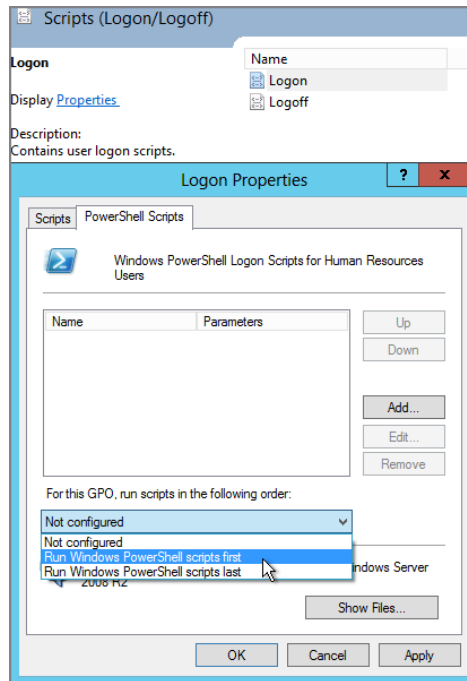 Scripts (Logon/Logoff)
Logon
Name
Logon
Display Properties
Logoff
Description:
Contains user logon scripts.
Logon Properties
?
x
Scripts
PowerShell Scripts
Windows PowerShell Logon Scripts for Human Resources
Users
Name
Parameters
Up
Down
Add...
Edit...
Remove
For this GPO, run scripts in the following order:
Not configured
Not configured
Run Windows PowerShell scripts first
Run Windows PowerShell scripts last
indows Server
2008 R2
Show Files...
OK
Cancel
Apply